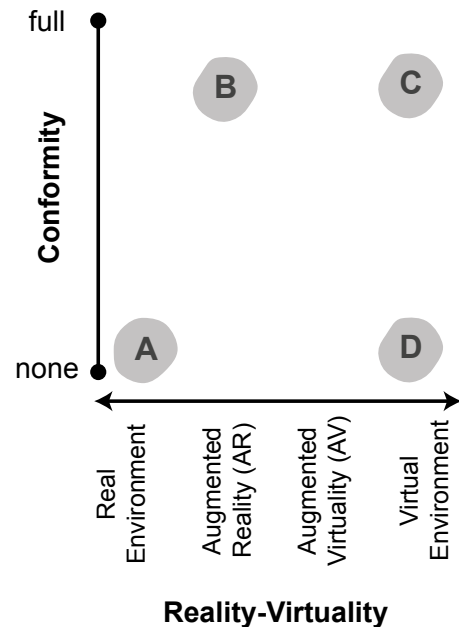 full
B
C
Conformity
A
D
none
Real
Environment
Augmented
Reality (AR)
Augmented
Virtuality (AV)
Virtual
Environment
Reality-Virtuality